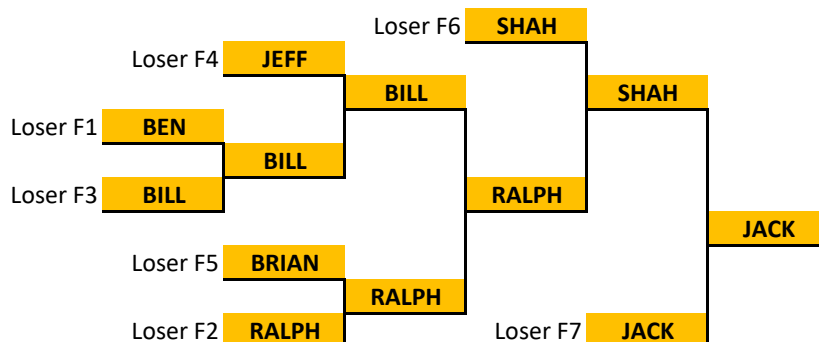 Loser F6 SHAH
Loser F4 JEFF
BILL SHAH
Loser F1 BEN
BILL
Loser F3 BILL RALPH
JACK
Loser F5 BRIAN
RALPH
Loser F2 RALPH Loser F7 JACK